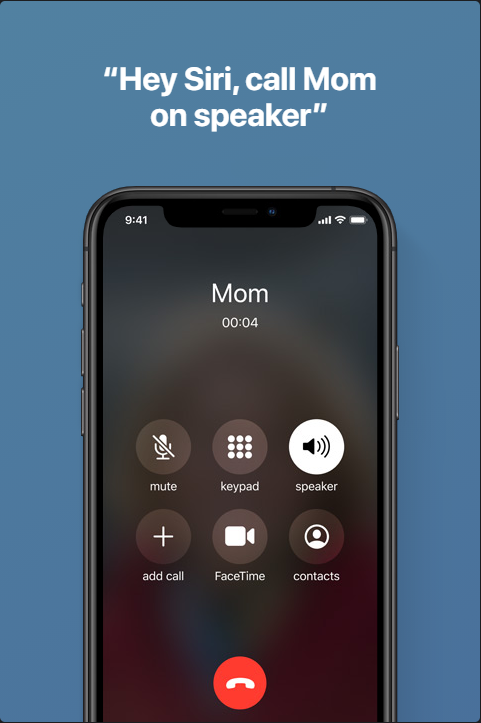 “Hey Siri, call Mom
on speaker”
9:41
Mom
00:04
mute
keypad
speaker
add call
FaceTime
contacts